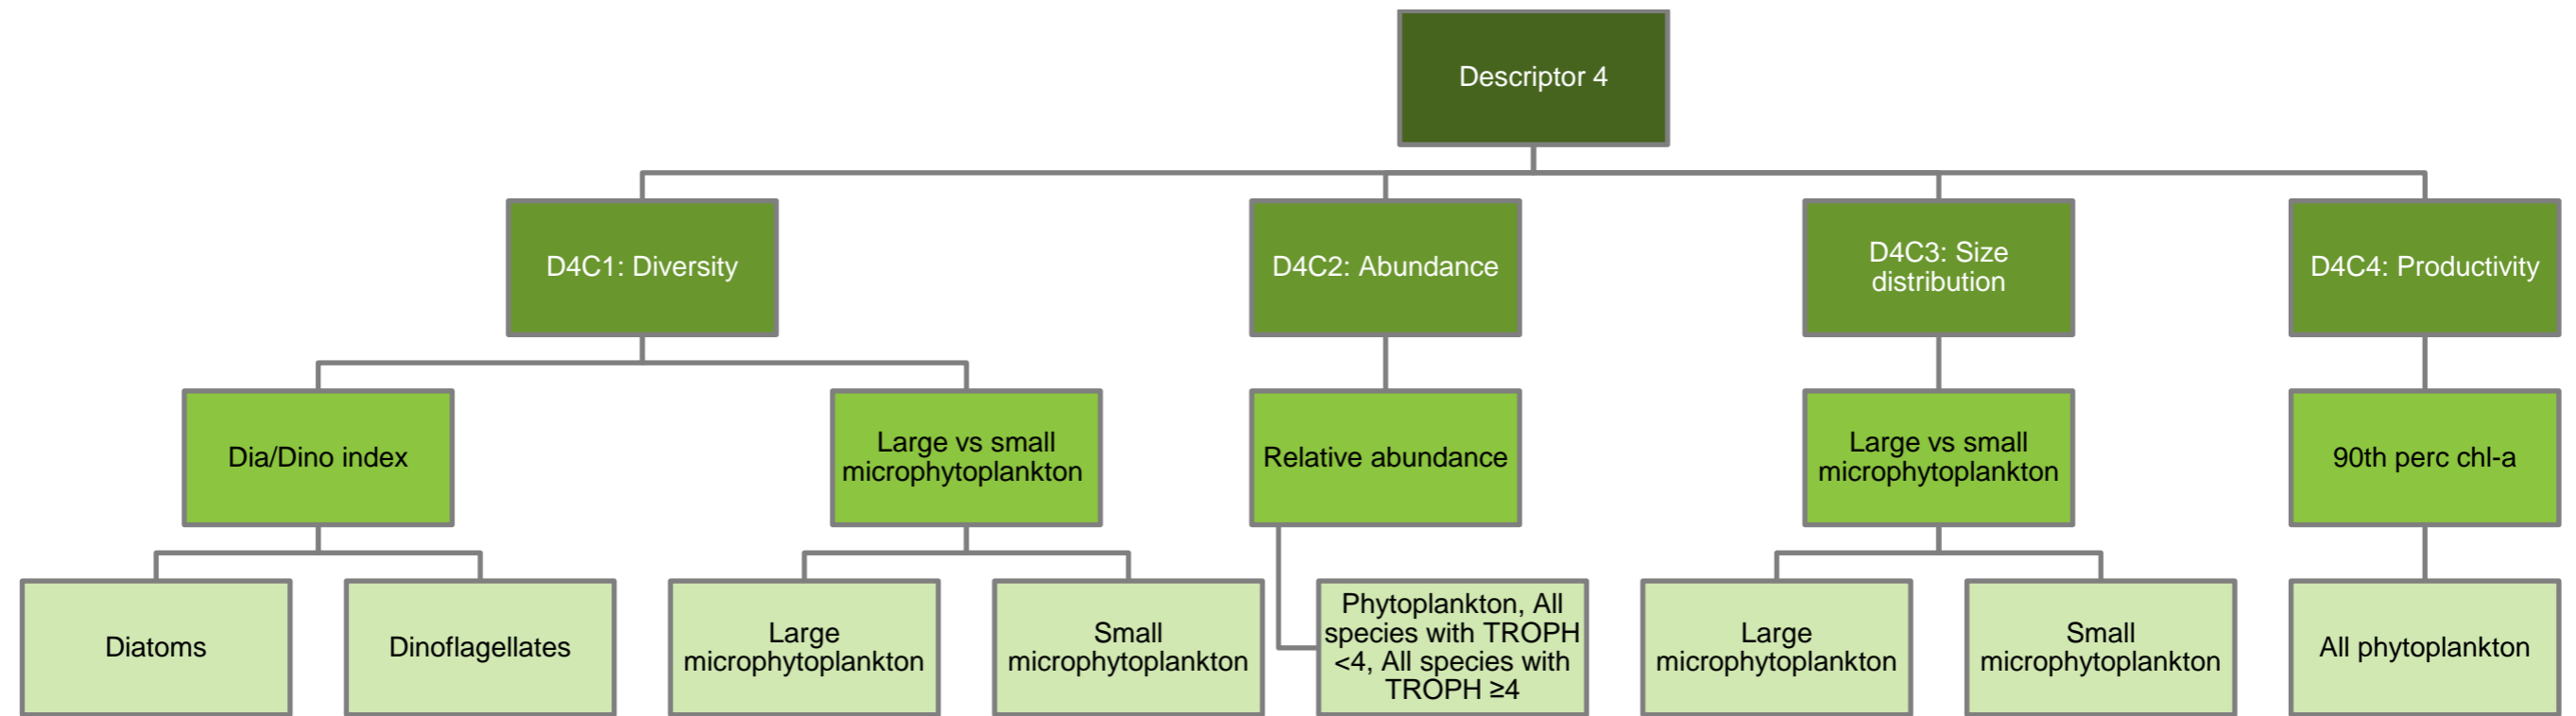 Descriptor 4
D4C1: Diversity
D4C2: Abundance
D4C3: Size
distribution
D4C4: Productivity
Dia/Dino index
Large vs small
microphytoplankton
Relative abundance
Large vs small
microphytoplankton
90th perc chl-a
Diatoms
Dinoflagellates
Large
microphytoplankton
Small
microphytoplankton
Phytoplankton, All
species with TROPH
<4, All species with
TROPH ≥4
Large
microphytoplankton
Small
microphytoplankton
All phytoplankton